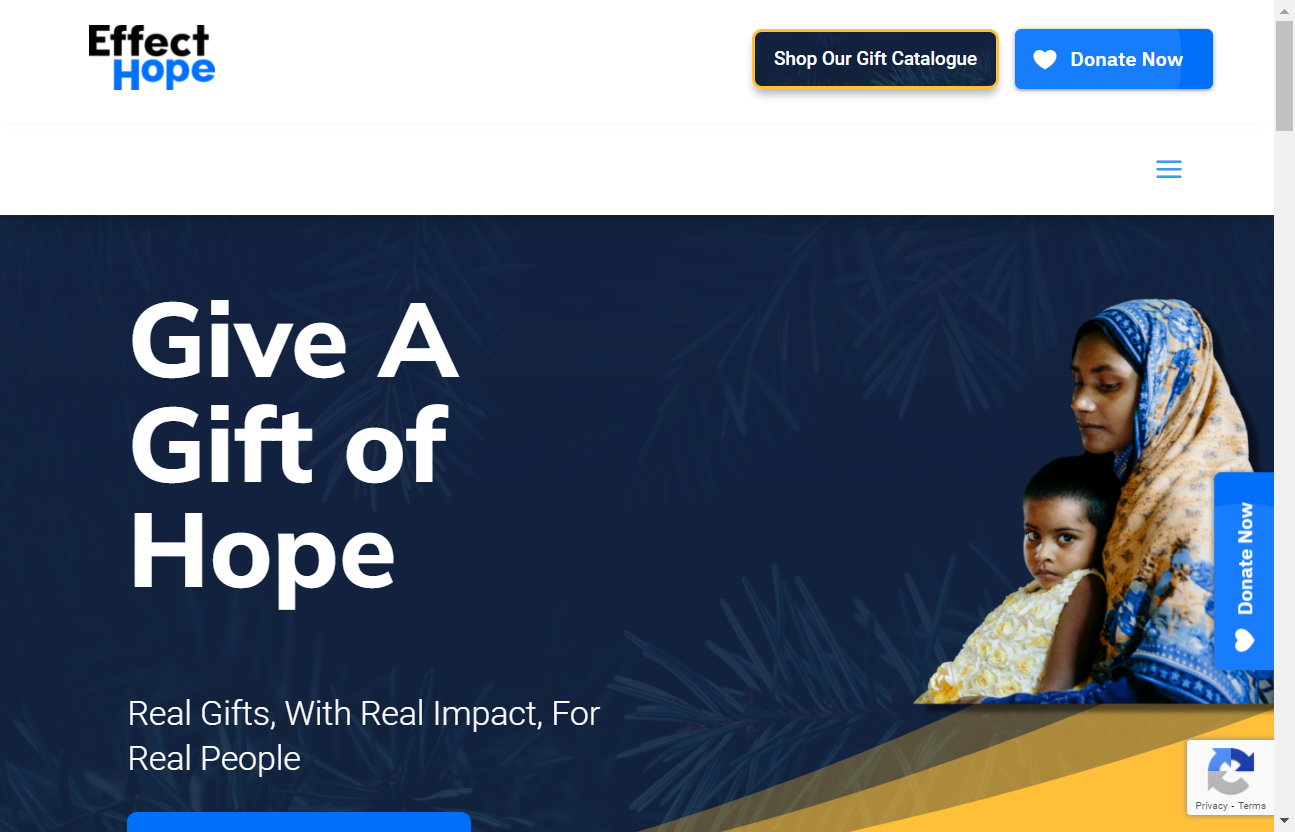 Effect
Hope
Shop Our Gift Catalogue
Donate Now
Give A
Gift of
Hope
Real Gifts, With Real Impact, For
Real People
Donate Now
Privacy - Terms